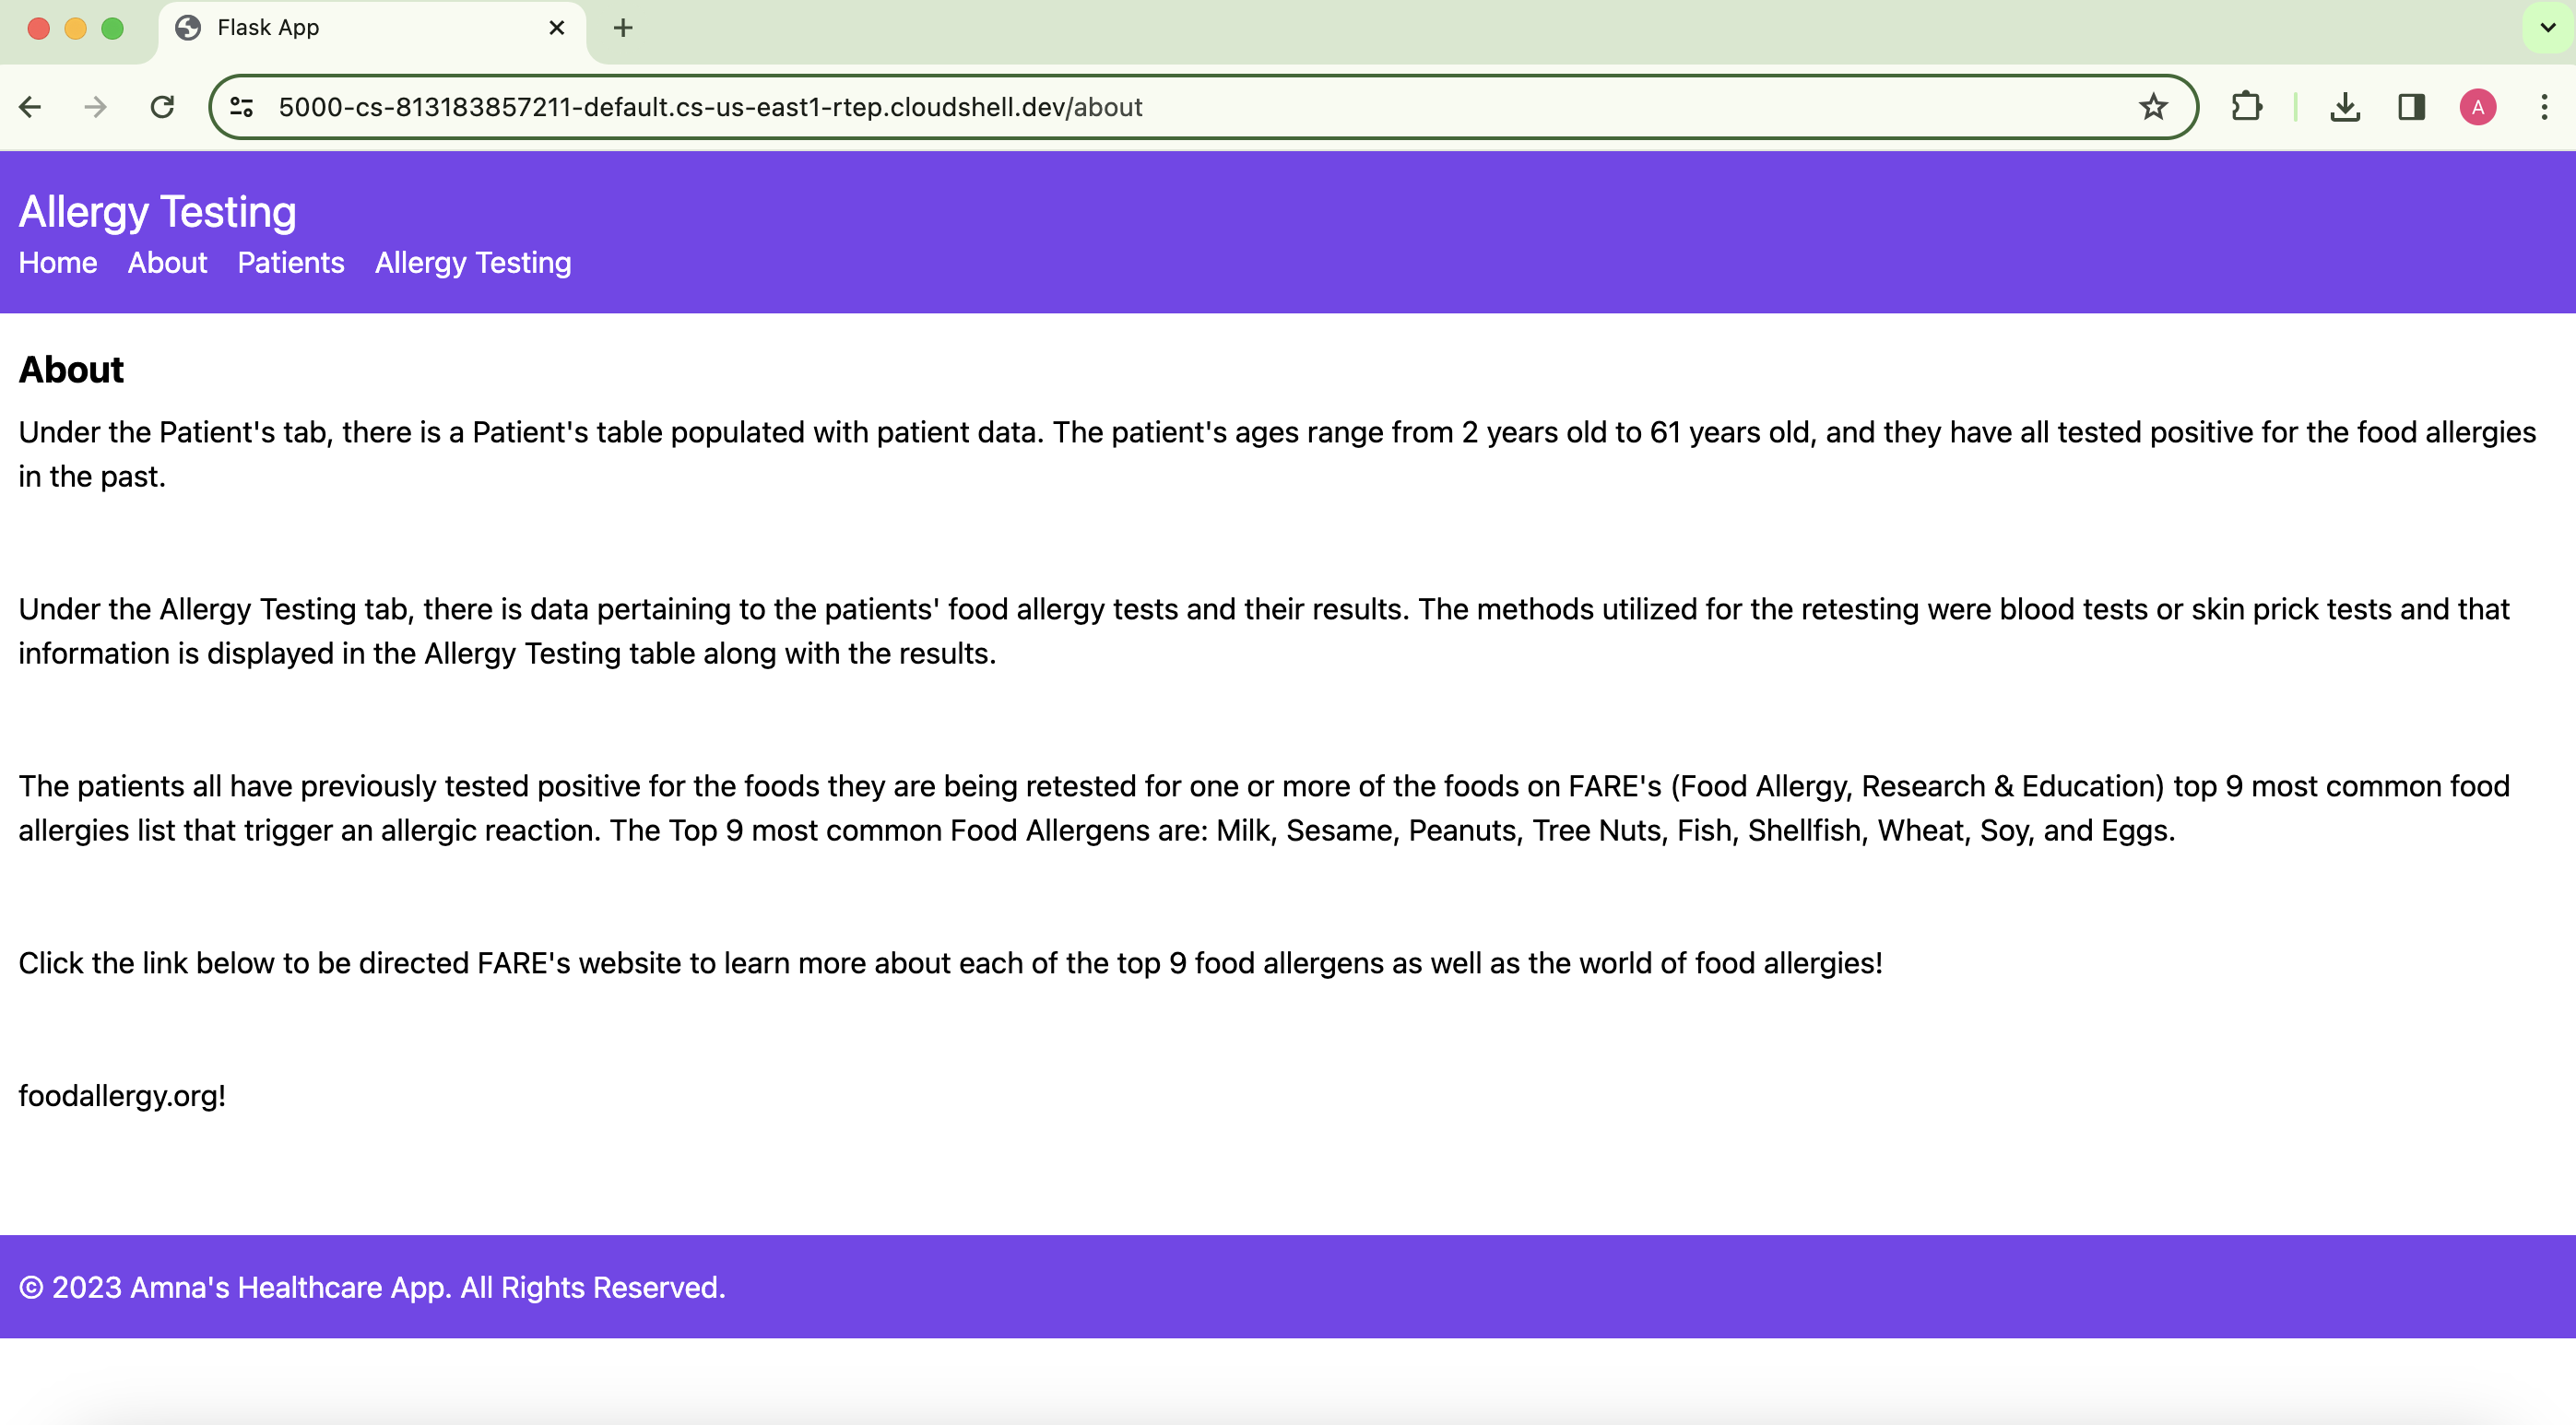 Flask App
5000-cs-813183857211-default.cs-us-east1-rtep.cloudshell.dev/about
A
Allergy Testing
Home About Patients Allergy Testing
About
Under the Patient's tab, there is a Patient's table populated with patient data. The patient's ages range from 2 years old to 61 years old, and they have all tested positive for the food allergies
in the past.
Under the Allergy Testing tab, there is data pertaining to the patients' food allergy tests and their results. The methods utilized for the retesting were blood tests or skin prick tests and that
information is displayed in the Allergy Testing table along with the results.
The patients all have previously tested positive for the foods they are being retested for one or more of the foods on FARE's (Food Allergy, Research & Education) top 9 most common food
allergies list that trigger an allergic reaction. The Top 9 most common Food Allergens are: Milk, Sesame, Peanuts, Tree Nuts, Fish, Shellfish, Wheat, Soy, and Eggs.
Click the link below to be directed FARE's website to learn more about each of the top 9 food allergens as well as the world of food allergies!
foodallergy.org!
© 2023 Amna's Healthcare App. All Rights Reserved.